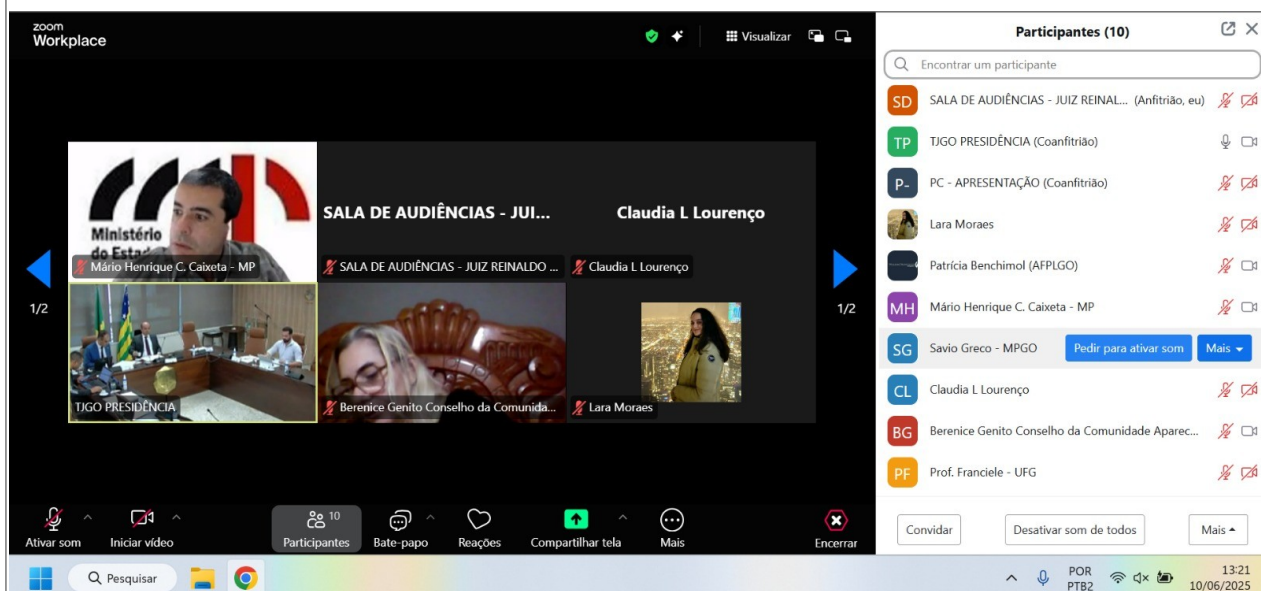 zoom
Workplace
Visualizar
Ministério
do Estad
Mário Henrique C. Caixeta - MP
SALA DE AUDIÊNCIAS - JUI...
SALA DE AUDIÊNCIAS - JUIZ REINALDO ...
Claudia L Lourenço
Claudia L Lourenço
1/2
1/2
TJGO PRESIDÊNCIA
Berenice Genito Conselho da Comunida...
Lara Moraes
Ativar som
Iniciar vídeo
10
Participantes
Bate-papo
Reações
Compartilhar tela
Mais
Encerrar
Participantes (10)
Encontrar um participante
SD SALA DE AUDIÊNCIAS - JUIZ REINAL... (Anfitrião, eu)
TP TJGO PRESIDÊNCIA (Coanfitrião)
P- PC - APRESENTAÇÃO (Coanfitrião)
Lara Moraes
Patrícia Benchimol (AFPLGO)
MH Mário Henrique C. Caixeta - MP
SG Savio Greco - MPGO Pedir para ativar som Mais
CL Claudia L Lourenço
BG Berenice Genito Conselho da Comunidade Aparec...
PF Prof. Franciele - UFG
Convidar Desativar som de todos Mais
Pesquisar
POR
PTB2
13:21
10/06/2025